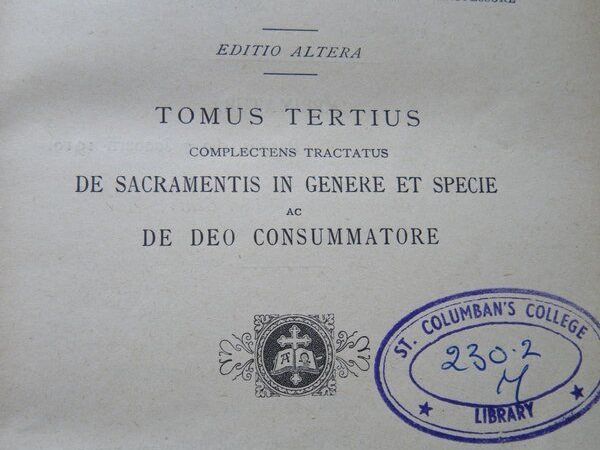 EDITIO ALTERA
TOMUS TERTIUS
COMPLECTENS TRACTATUS
DE SACRAMENTIS IN GENERE ET SPECIE
AC
DE DEO CONSUMMATORE
Α Ω
ST. COLUMBAN'S COLLEGE
230.2
M
LIBRARY